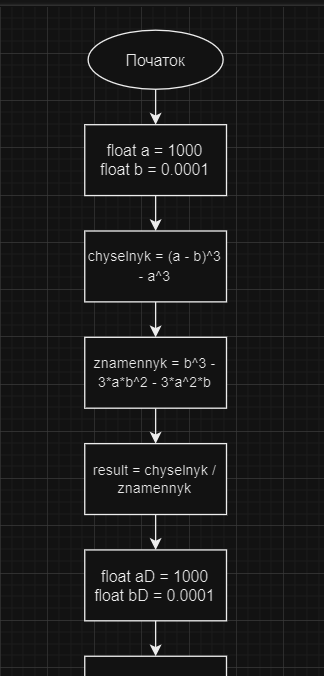 Початок
float a = 1000
float b = 0.0001
chyselnyk = (a - b)^3
- a^3
znamennyk = b^3 -
3*a*b^2 - 3*a^2*b
result = chyselnyk /
znamennyk
float aD = 1000
float bD = 0.0001